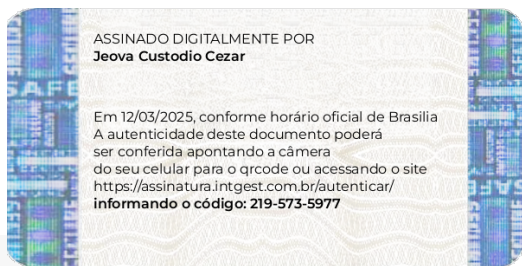 ASSINADO DIGITALMENTE POR
Jeova Custodio Cezar
Em 12/03/2025, conforme horário oficial de Brasilia
A autenticidade deste documento poderá
ser conferida apontando a câmera
do seu celular para o qrcode ou acessando o site
https://assinatura.intgest.com.br/autenticar/
informando o código: 219-573-5977